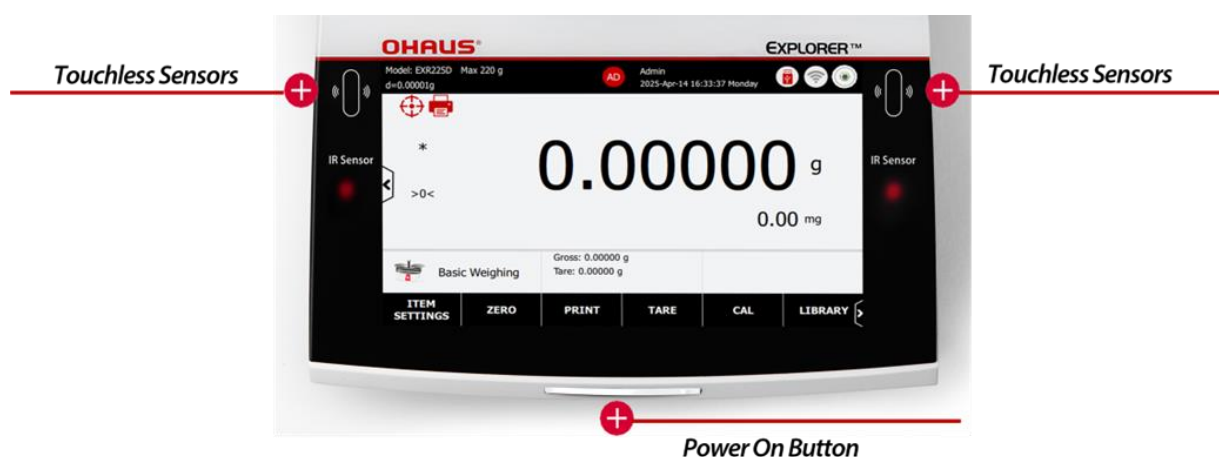 OHAUS®
EXPLORER™
Touchless Sensors
Touchless Sensors
Model: EXR225D Max 220 g
d=0.00001g
AD
Admin
2025-Apr-14 16:33:37 Monday
IR Sensor
IR Sensor
*
0.00000 g
>0<
0.00 mg
Basic Weighing
Gross: 0.00000 g
Tare: 0.00000 g
ITEM SETTINGS
ZERO
PRINT
TARE
CAL
LIBRARY
Power On Button